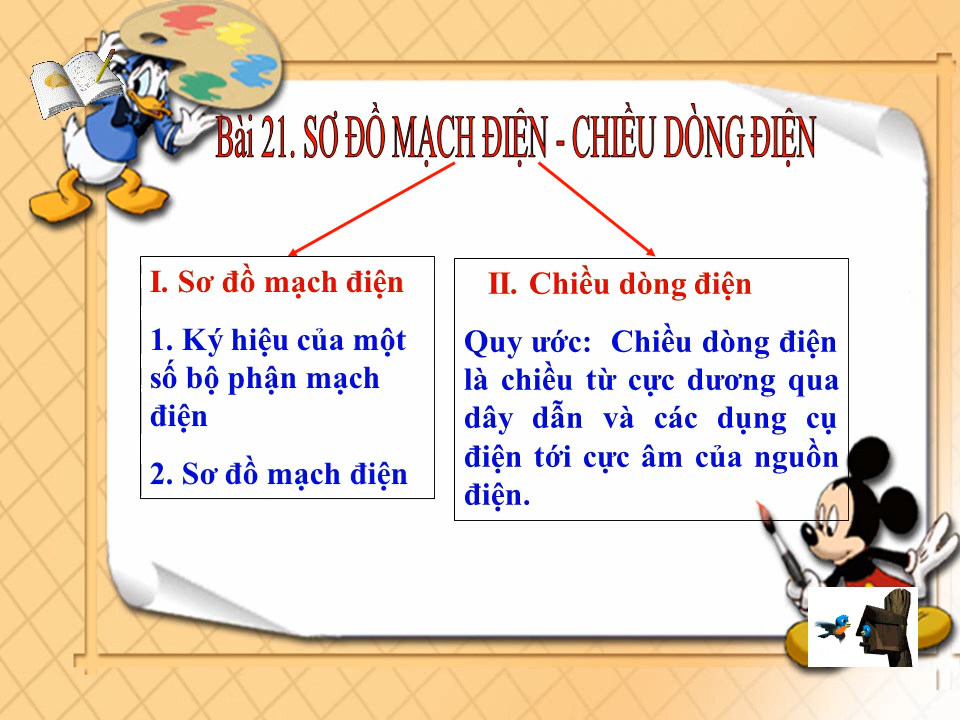 Bài 21. SƠ ĐỒ MẠCH ĐIỆN - CHIỀU DÒNG ĐIỆN
I. Sơ đồ mạch điện
1. Ký hiệu của một
số bộ phận mạch
điện
2. Sơ đồ mạch điện
II. Chiều dòng điện
Quy ước: Chiều dòng điện
là chiều từ cực dương qua
dây dẫn và các dụng cụ
điện tới cực âm của nguồn
điện.